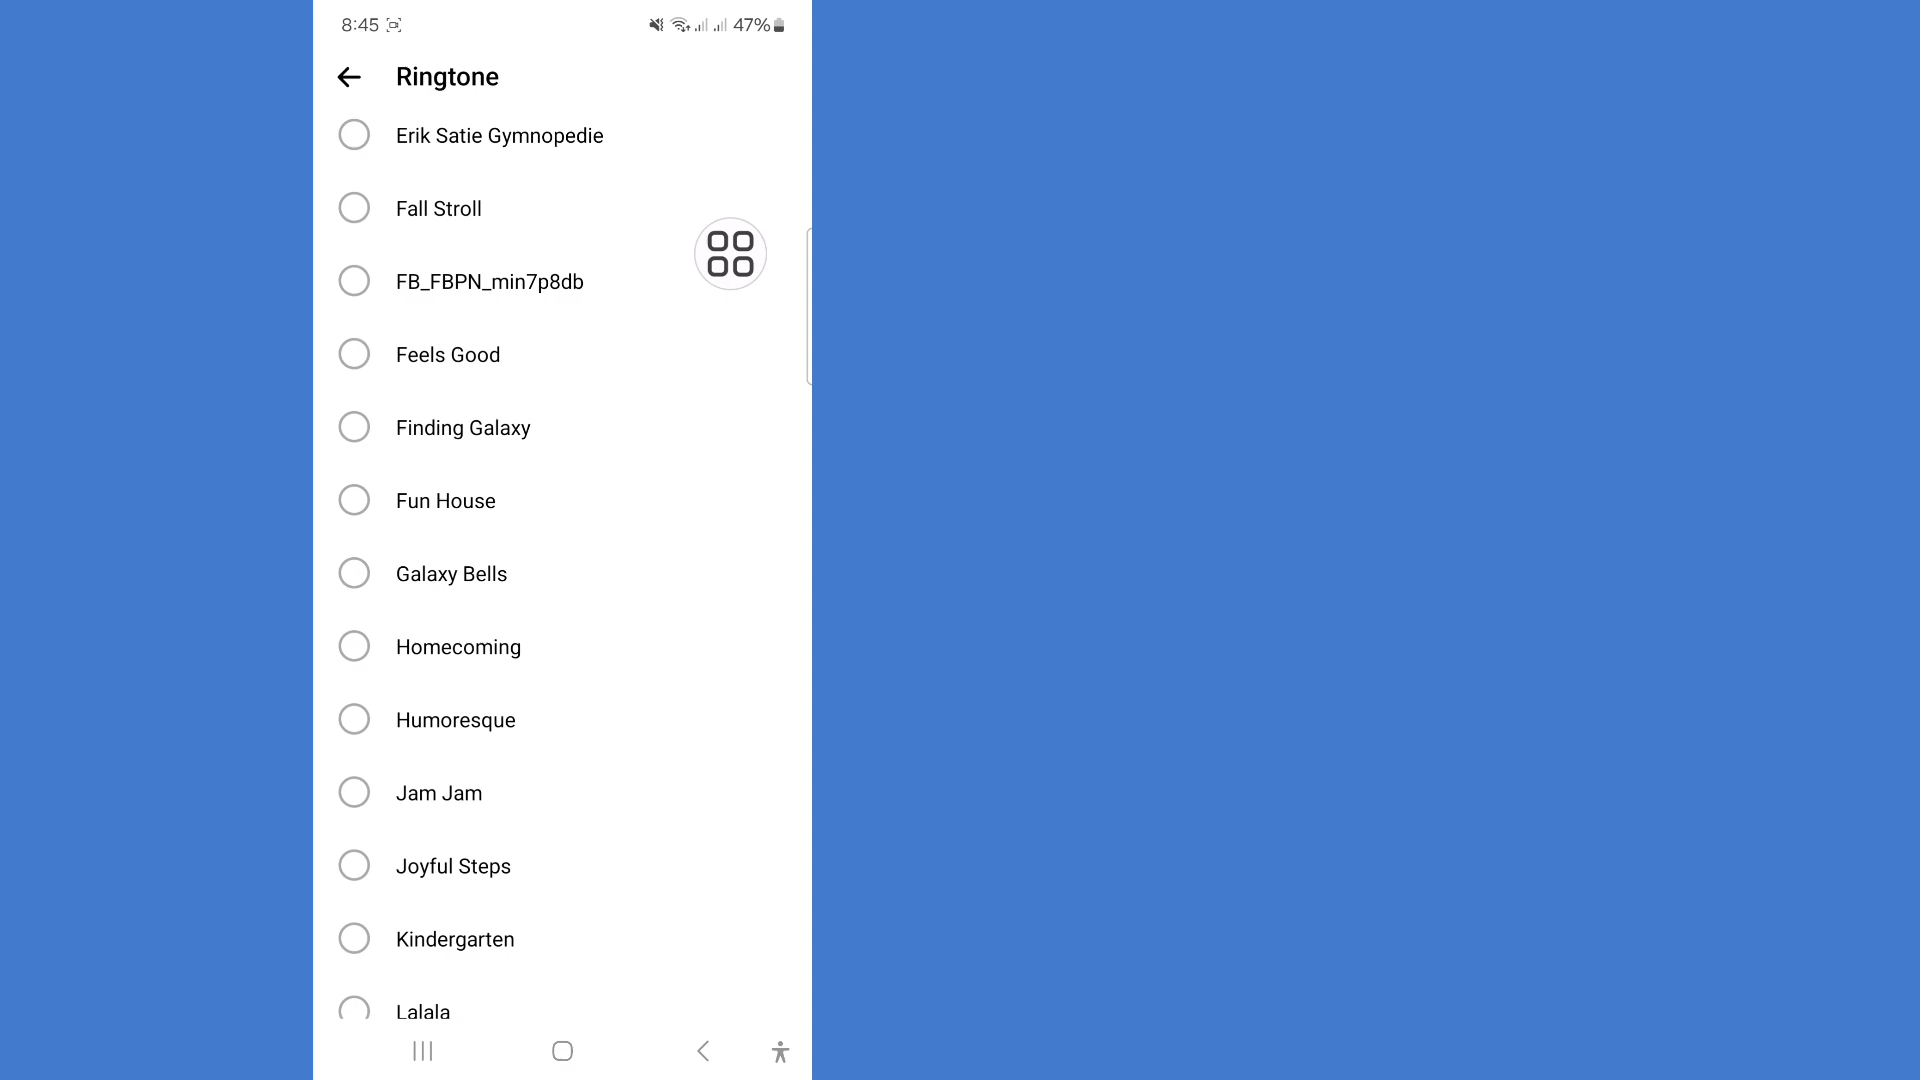 8:45 47%
Ringtone
Erik Satie Gymnopedie
Fall Stroll
FB_FBPN_min7p8db
Feels Good
Finding Galaxy
Fun House
Galaxy Bells
Homecoming
Humoresque
Jam Jam
Joyful Steps
Kindergarten
Lalala